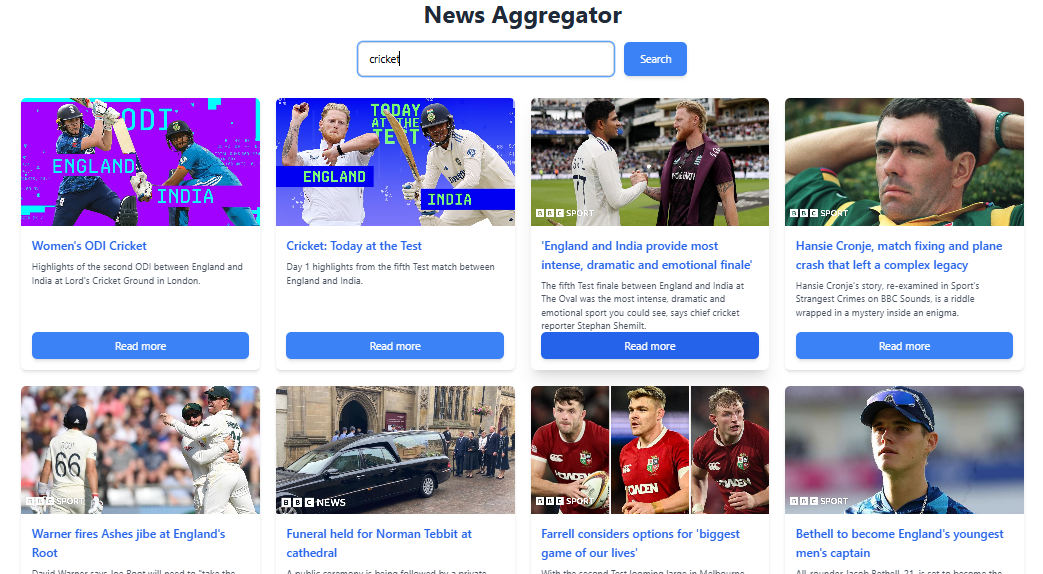 News Aggregator
cricket
Search
ODI
ENGLAND
INDIA
TODAY
AT THE
TEST
ENGLAND
INDIA
BBC SPORT
BBC SPORT
Women's ODI Cricket
Highlights of the second ODI between England and
India at Lord's Cricket Ground in London.
Read more
Cricket: Today at the Test
Day 1 highlights from the fifth Test match between
England and India.
Read more
'England and India provide most
intense, dramatic and emotional finale'
The fifth Test finale between England and India at
The Oval was the most intense, dramatic and
emotional sport you could see, says chief cricket
reporter Stephan Shemilt.
Read more
Hansie Cronje, match fixing and plane
crash that left a complex legacy
Hansie Cronje's story, re-examined in Sport's
Strangest Crimes on BBC Sounds, is a riddle
wrapped in a mystery inside an enigma.
Read more
ROOT
66
BBC SPORT
BBC NEWS
BBC SPORT
HOWDEN
BBC SPORT
Warner fires Ashes jibe at England's
Root
David Warner says Joe Root will need to "take the
Funeral held for Norman Tebbit at
cathedral
A public ceremony is being followed by a private
Farrell considers options for 'biggest
game of our lives'
With the second Test looming large in Melbourne
Bethell to become England's youngest
men's captain
All-rounder Jacob Bethell, 21, is set to become the